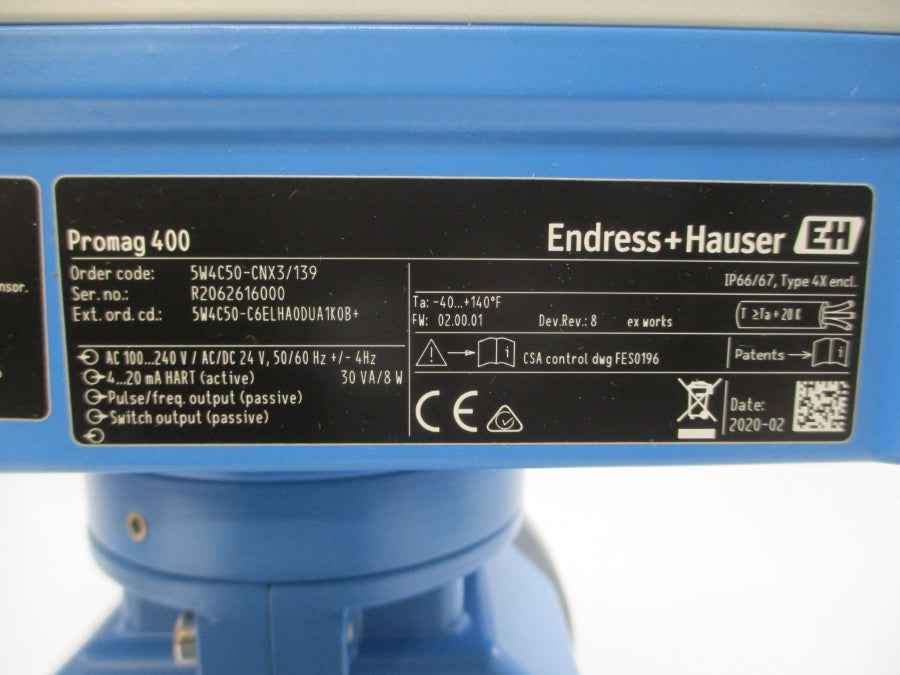 nsor.
Promag 400
Endress+Hauser EH
Order code: 5W4C50-CNX3/139
Ser. no.: R2062616000
Ext. ord. cd.: 5W4C50-C6ELHA0DUA1K0B+
AC 100...240 V / AC/DC 24 V, 50/60 Hz +/- 4Hz
4...20 mA HART (active) 30 VA/8 W
Pulse/freq. output (passive)
Switch output (passive)
IP66/67, Type 4X encl.
Ta: -40...+140°F
FW: 02.00.01 Dev.Rev.: 8 ex works
T ≥Ta+20 K
i CSA control dwg FES0196
Patents i
CE
Date:
2020-02